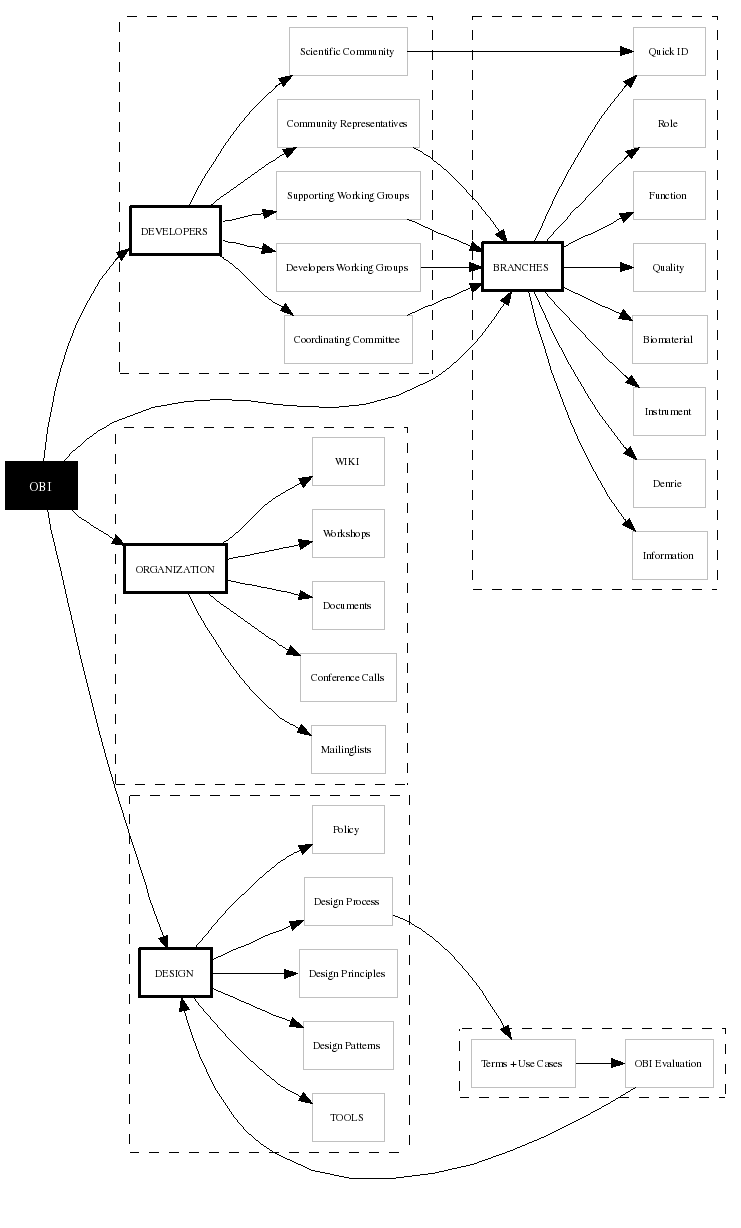 Scientific Community
Quick ID
Community Representatives
Role
Supporting Working Groups
Function
DEVELOPERS
Developers Working Groups
BRANCHES
Quality
Coordinating Committee
Biomaterial
Instrument
WIKI
Denrie
OBI
Workshops
Information
ORGANIZATION
Documents
Conference Calls
Mailinglists
Policy
Design Process
DESIGN
Design Principles
Design Patterns
Terms + Use Cases
OBI Evaluation
TOOLS